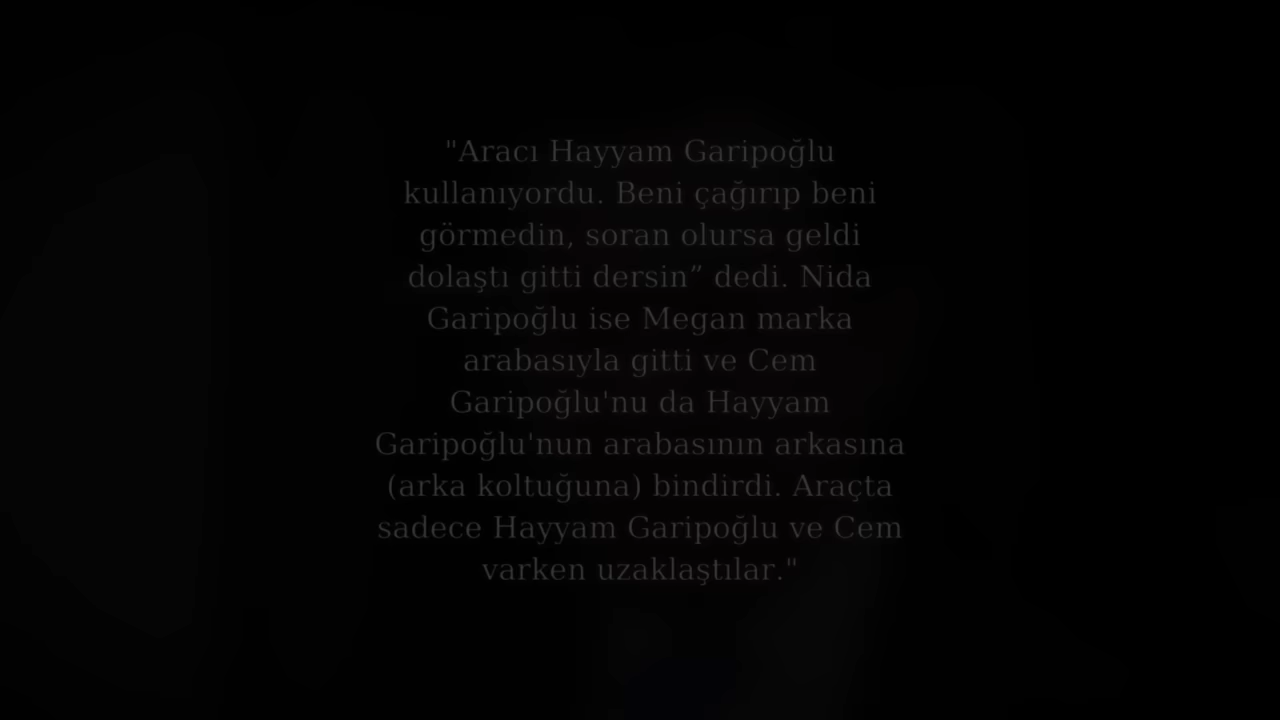 "Aracı Hayyam Garipoğlu
kullanıyordu. Beni çağırıp beni
görmedin, soran olursa geldi
dolaştı gitti dersin” dedi. Nida
Garipoğlu ise Megan marka
arabasıyla gitti ve Cem
Garipoğlu'nu da Hayyam
Garipoğlu'nun arabasının arkasına
(arka koltuğuna) bindirdi. Araçta
sadece Hayyam Garipoğlu ve Cem
varken uzaklaştılar."